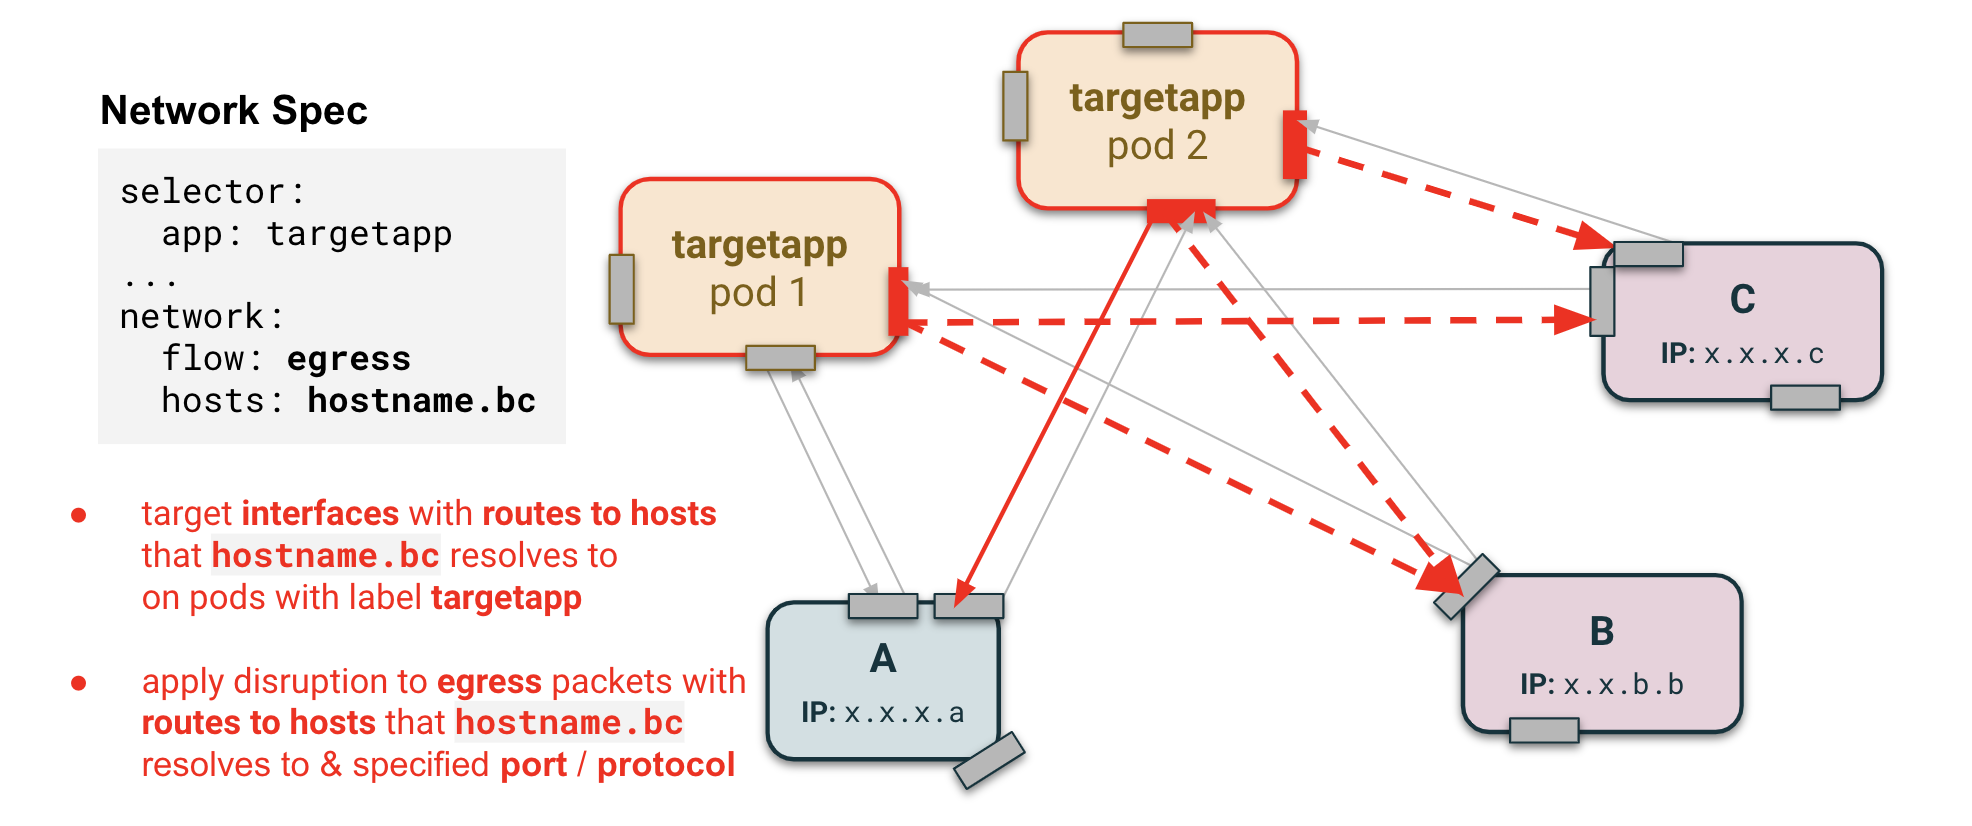 Network Spec
selector:
  app: targetapp
...
network:
  flow: egress
  hosts: hostname.bc
● target interfaces with routes to hosts
that hostname.bc resolves to
on pods with label targetapp
● apply disruption to egress packets with
routes to hosts that hostname.bc
resolves to & specified port / protocol
targetapp
pod 1
targetapp
pod 2
A
IP: x.x.x.a
B
IP: x.x.b.b
C
IP: x.x.x.c